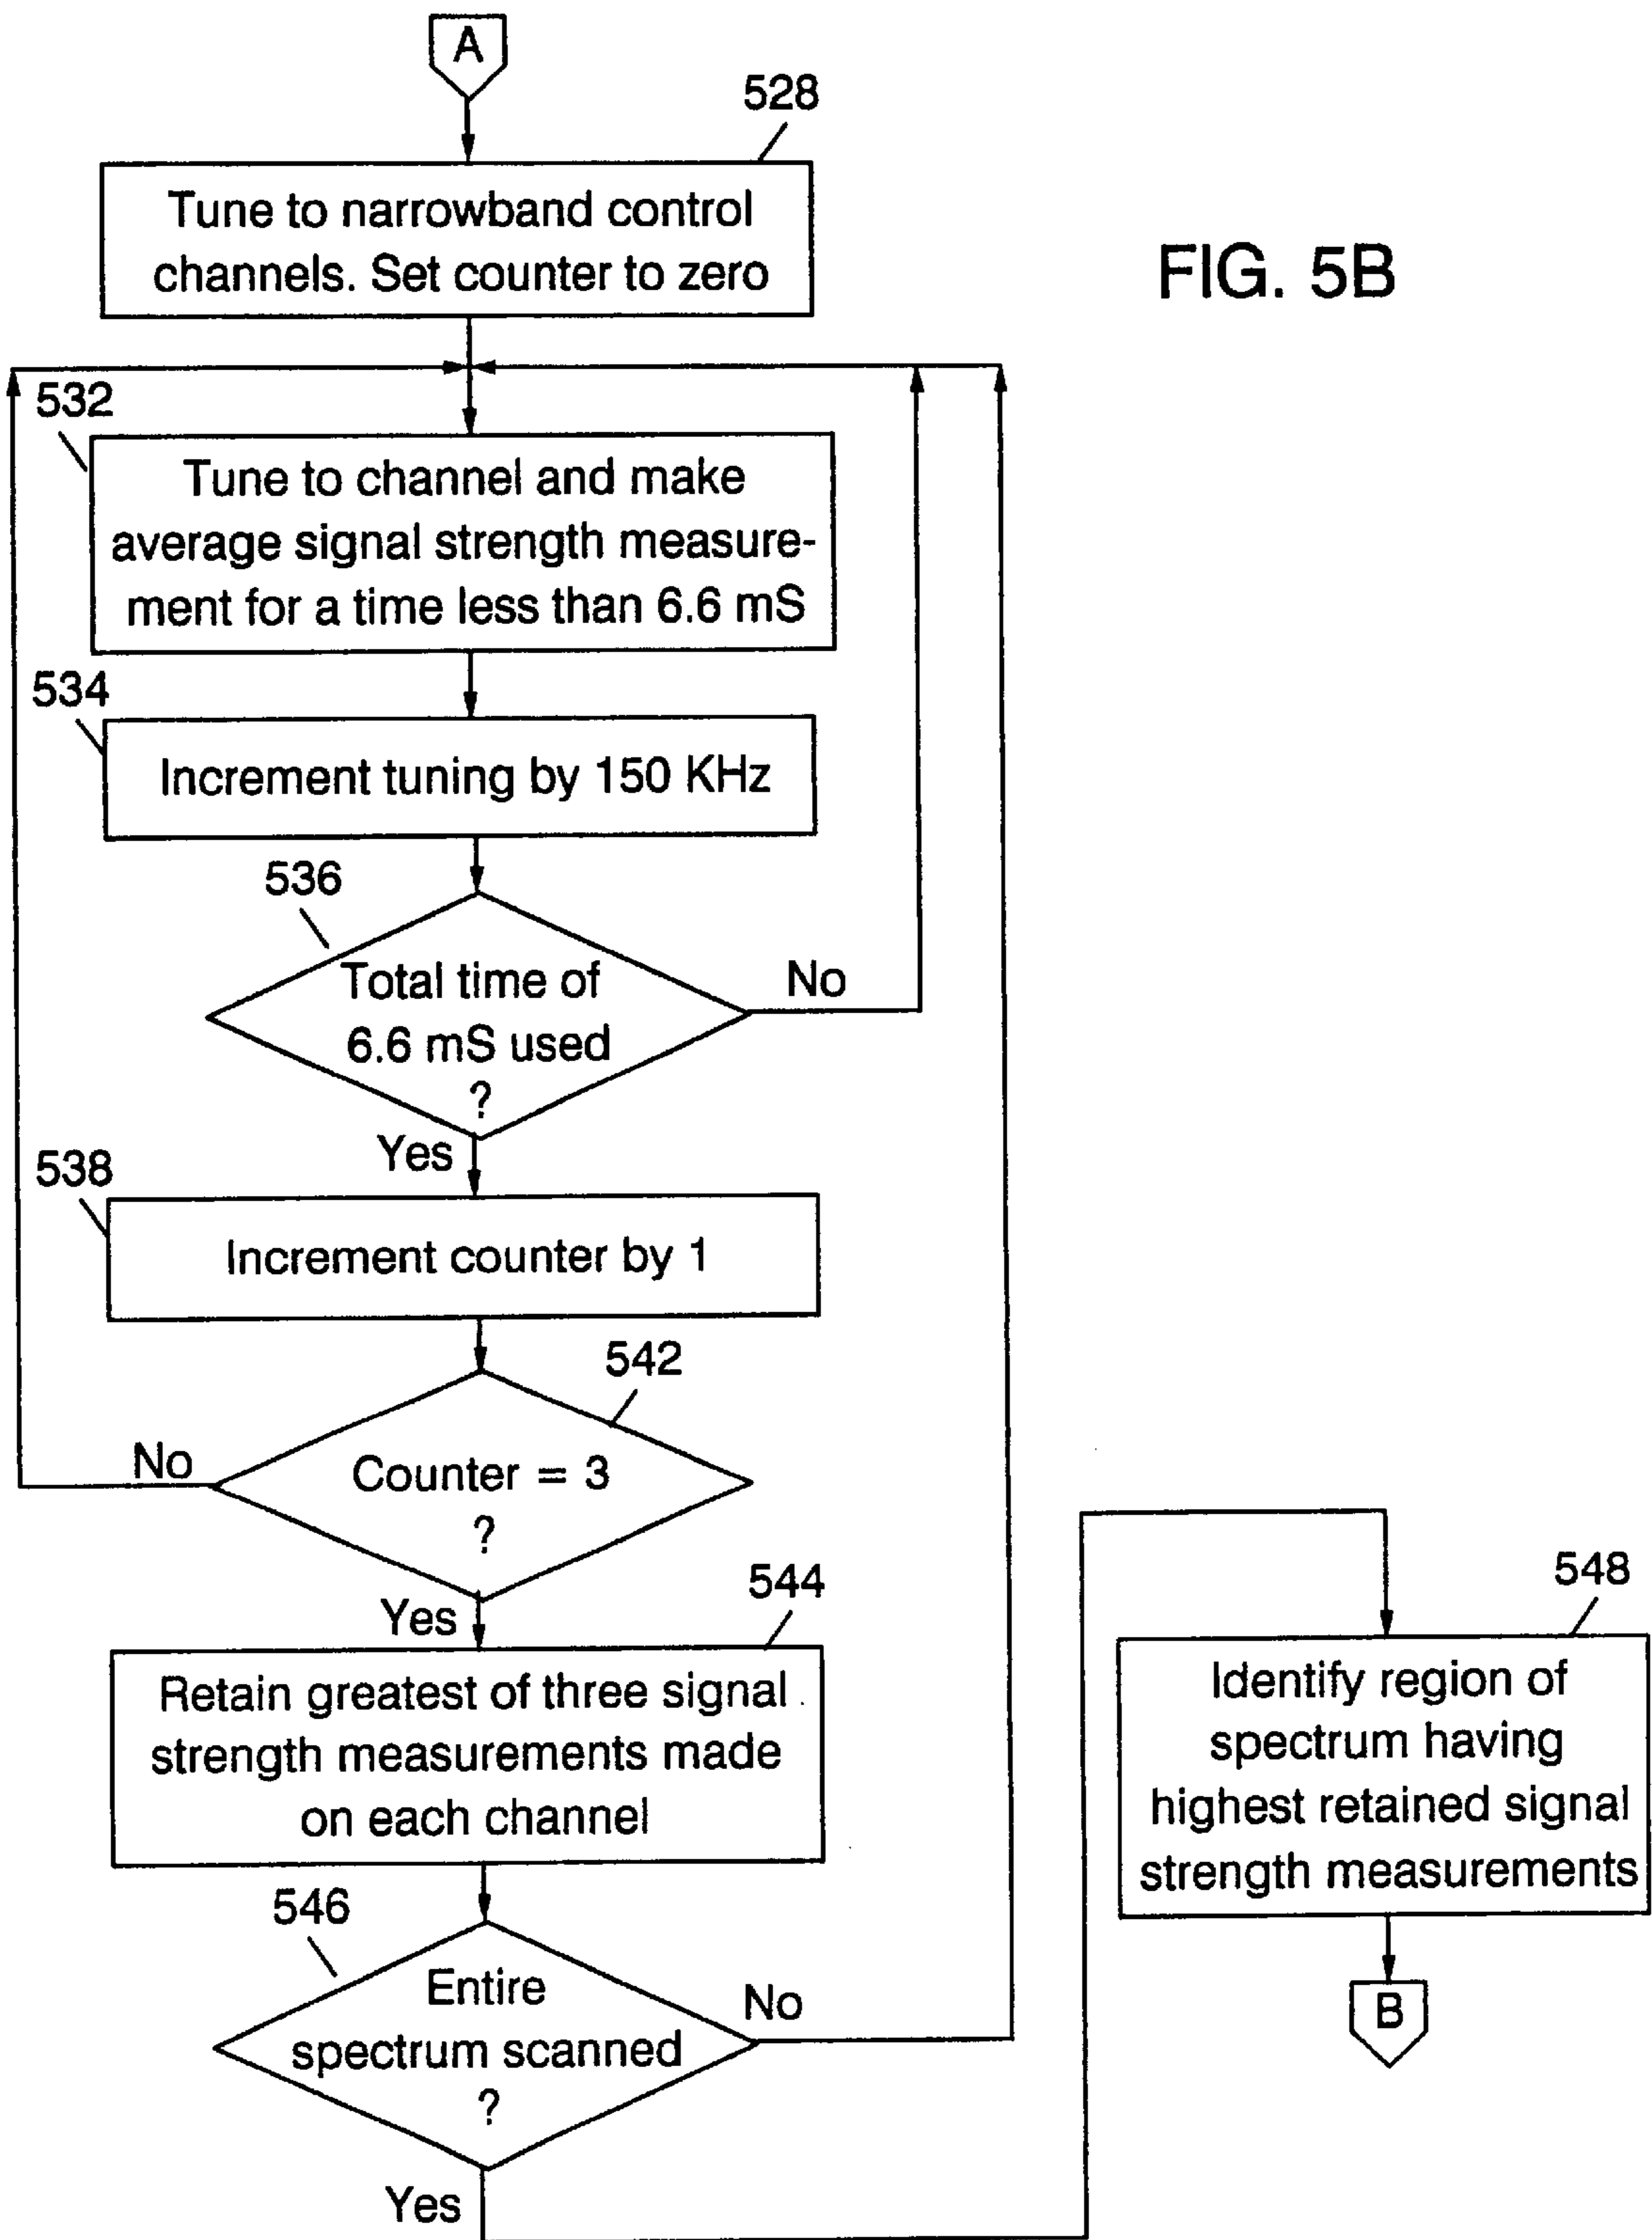 A
528
Tune to narrowband control
channels. Set counter to zero
FIG. 5B
532
Tune to channel and make
average signal strength measure-
ment for a time less than 6.6 mS
534
Increment tuning by 150 KHz
536
Total time of
6.6 mS used
?
No
Yes
538
Increment counter by 1
542
Counter = 3
?
No
Yes
544
Retain greatest of three signal
strength measurements made
on each channel
546
Entire
spectrum scanned
?
No
Yes
548
Identify region of
spectrum having
highest retained signal
strength measurements
B